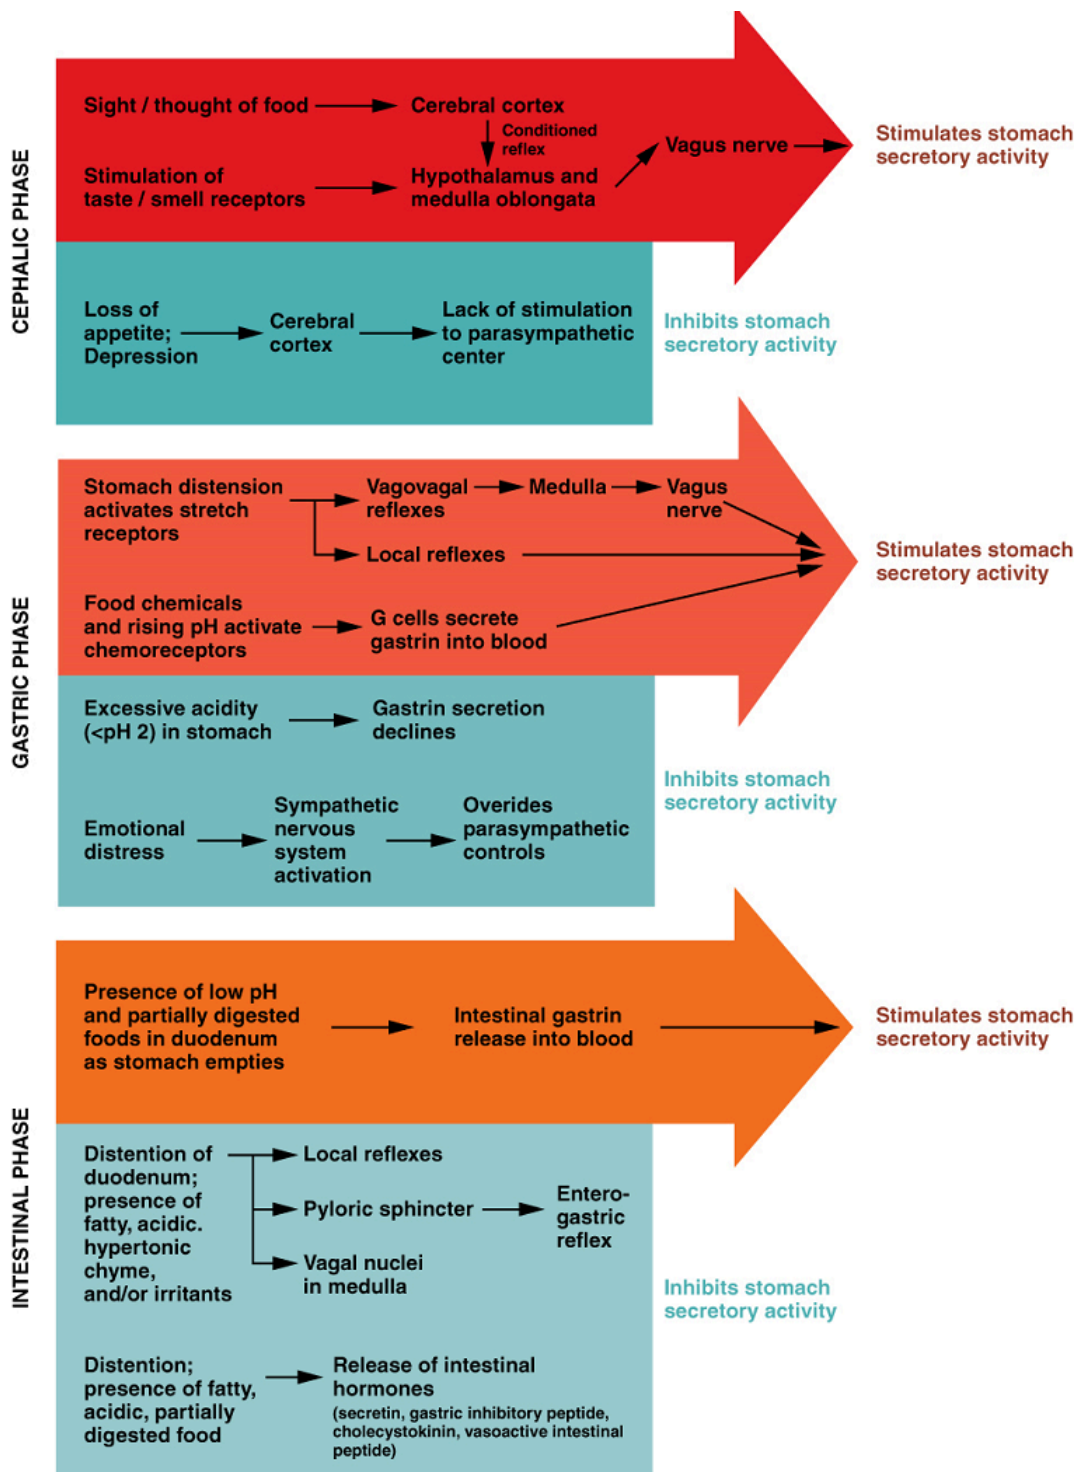 CEPHALIC PHASE
Sight / thought of food
Cerebral cortex
Conditioned
reflex
Stimulation of
taste / smell receptors
Hypothalamus and
medulla oblongata
Vagus nerve
Stimulates stomach
secretory activity
Loss of
appetite;
Depression
Cerebral
cortex
Lack of stimulation
to parasympathetic
center
Inhibits stomach
secretory activity
GASTRIC PHASE
Stomach distension
activates stretch
receptors
Vagovagal
reflexes
Medulla
Vagus
nerve
Local reflexes
Food chemicals
and rising pH activate
chemoreceptors
G cells secrete
gastrin into blood
Stimulates stomach
secretory activity
Excessive acidity
(<pH 2) in stomach
Gastrin secretion
declines
Emotional
distress
Sympathetic
nervous
system
activation
Overides
parasympathetic
controls
Inhibits stomach
secretory activity
INTESTINAL PHASE
Presence of low pH
and partially digested
foods in duodenum
as stomach empties
Intestinal gastrin
release into blood
Stimulates stomach
secretory activity
Distention of
duodenum;
presence of
fatty, acidic.
hypertonic
chyme,
and/or irritants
Local reflexes
Pyloric sphincter
Entero-
gastric
reflex
Vagal nuclei
in medulla
Inhibits stomach
secretory activity
Distention;
presence of fatty,
acidic, partially
digested food
Release of intestinal
hormones
(secretin, gastric inhibitory peptide,
cholecystokinin, vasoactive intestinal
peptide)